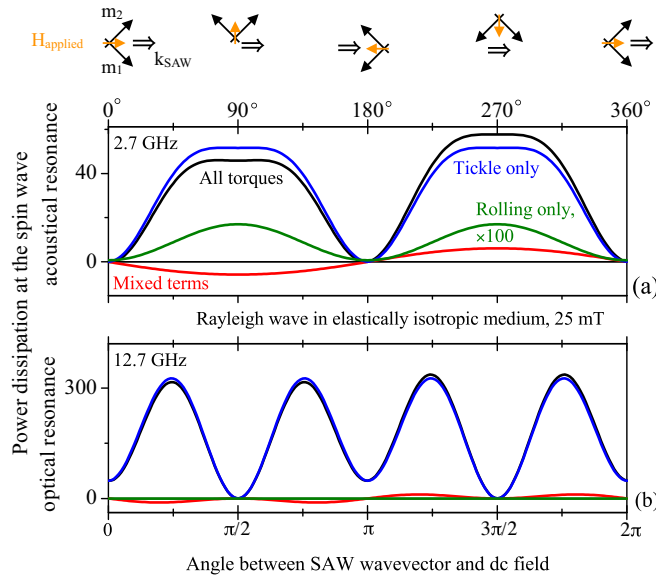 m₂
H_applied
m₁
k_SAW
0° 90° 180° 270° 360°
2.7 GHz
All torques
Tickle only
Rolling only,
×100
Mixed terms
(a)
40
0
Power dissipation at the spin wave
acoustical resonance
optical resonance
Rayleigh wave in elastically isotropic medium, 25 mT
12.7 GHz
300
0
(b)
0 π/2 π 3π/2 2π
Angle between SAW wavevector and dc field